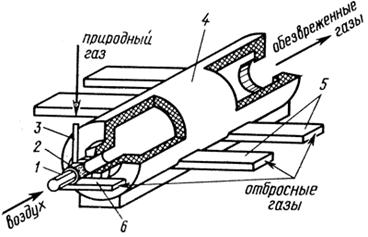 природный
газ
4
обезвреженные
газы
3
2
1
воздух
6
5
отбросные
газы